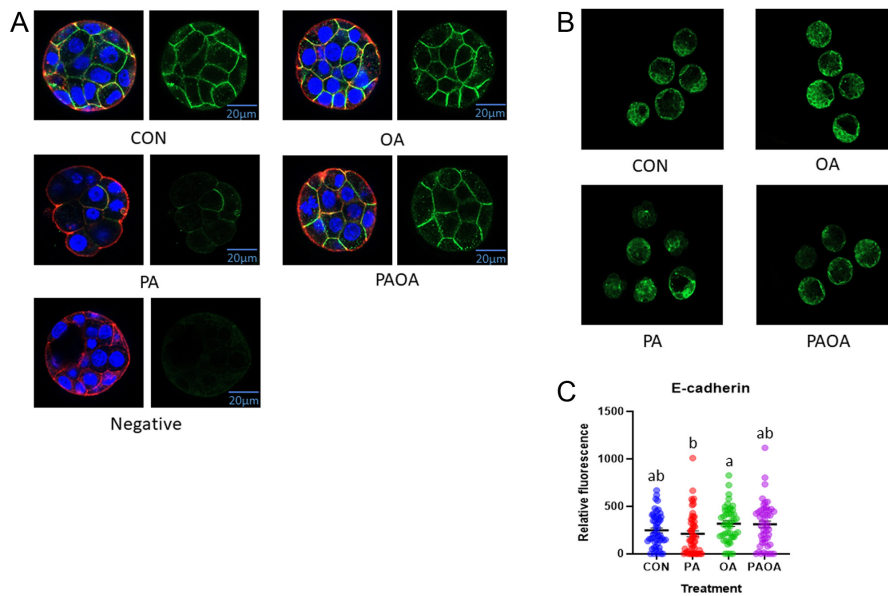 A
20μm
20μm
CON
OA
20μm
20μm
PA
PAOA
20μm
Negative
B
CON
OA
PA
PAOA
C
E-cadherin
Relative fluorescence
1500
1000
500
0
ab
b
a
ab
CON
PA
OA
PAOA
Treatment